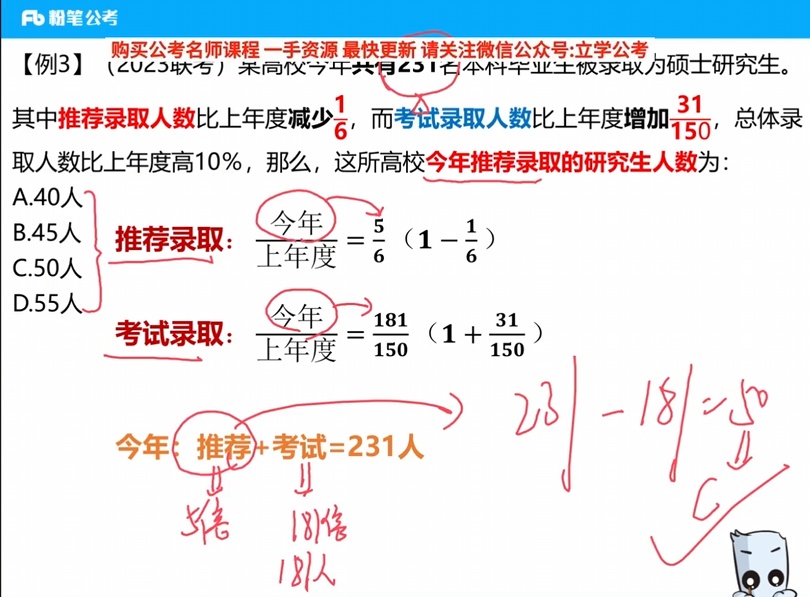 粉笔公考
购买公考名师课程 一手资源 最快更新 请关注微信公众号:立学公考
【例3】（2023联考）某高校今年共有231名本科毕业生被录取为硕士研究生。
其中推荐录取人数比上年度减少1/6，而考试录取人数比上年度增加31/150，总体录
取人数比上年度高10%，那么，这所高校今年推荐录取的研究生人数为：
A.40人
B.45人
C.50人
D.55人
推荐录取：今年/上年度=5/6（1−1/6）
考试录取：今年/上年度=181/150（1+31/150）
231-181=50
今年：推荐+考试=231人
C
5倍 181倍
181人